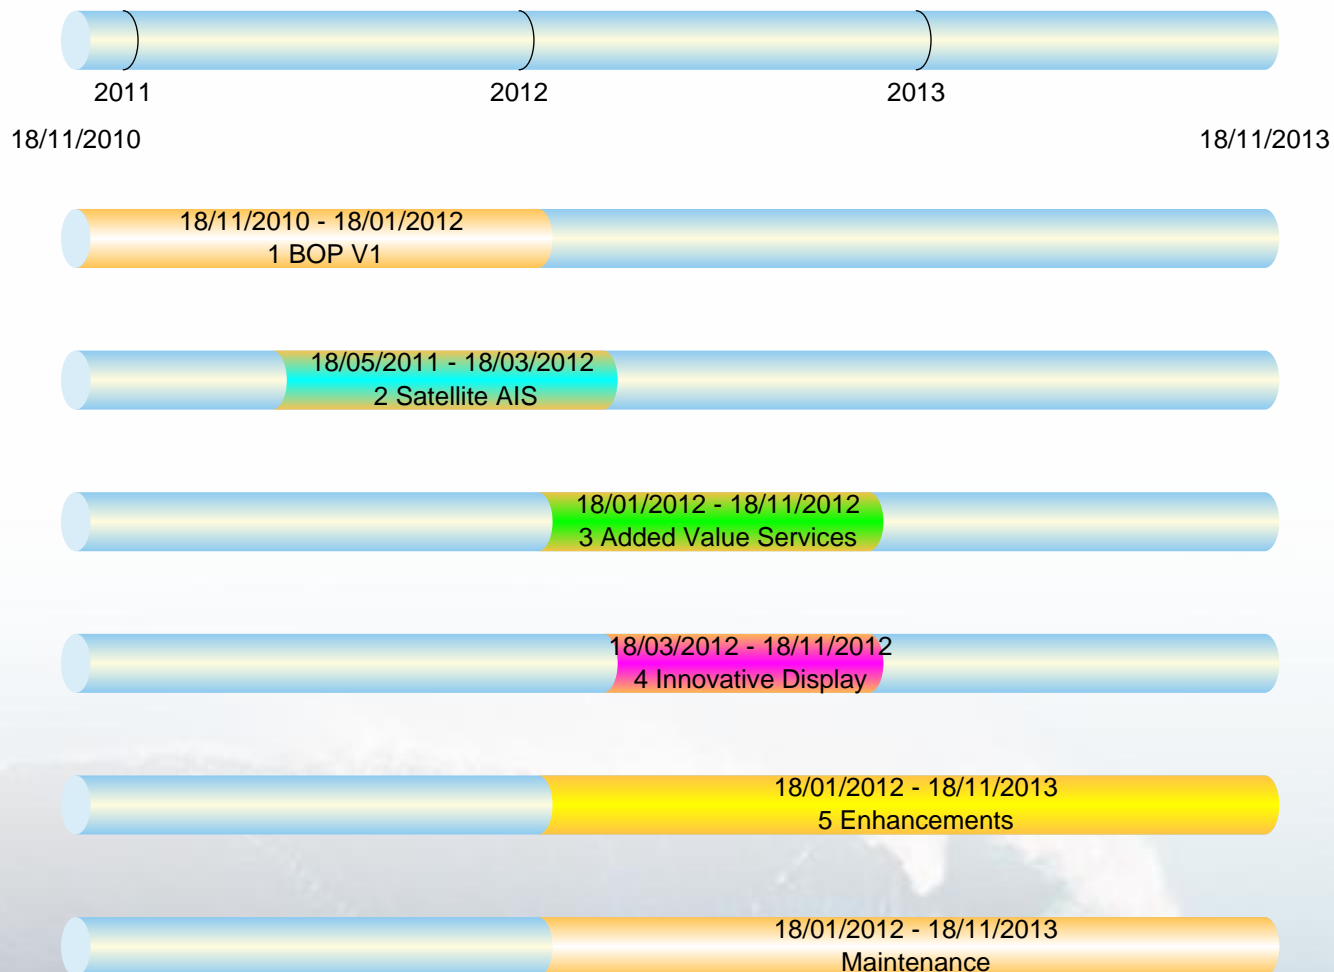 2011
2012
2013
18/11/2010
18/11/2013
18/11/2010 - 18/01/2012
1 BOP V1
18/05/2011 - 18/03/2012
2 Satellite AIS
18/01/2012 - 18/11/2012
3 Added Value Services
18/03/2012 - 18/11/2012
4 Innovative Display
18/01/2012 - 18/11/2013
5 Enhancements
18/01/2012 - 18/11/2013
Maintenance